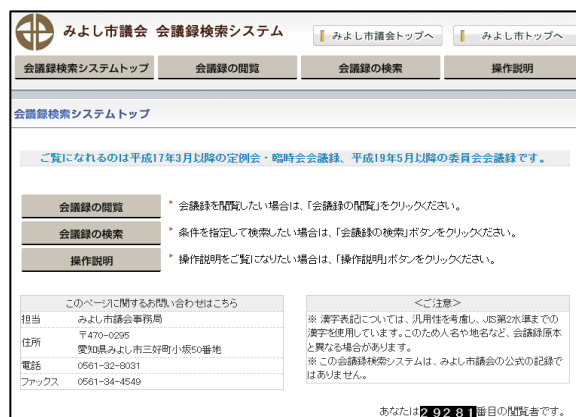 みよし市議会 会議録検索システム
みよし市議会トップへ
みよし市トップへ
会議録検索システムトップ
会議録の閲覧
会議録の検索
操作説明
会議録検索システムトップ
ご覧になれるのは平成17年3月以降の定例会・臨時会会議録、平成19年5月以降の委員会会議録です。
会議録の閲覧
* 会議録を閲覧したい場合は、「会議録の閲覧」をクリックください。
会議録の検索
* 条件を指定して検索したい場合は、「会議録の検索」ボタンをクリックください。
操作説明
* 操作説明をご覧になりたい場合は、「操作説明」ボタンをクリックください。
このページに関するお問い合わせはこちら
担当 みよし市議会事務局
住所 〒470-0295
愛知県みよし市三好町小坂50番地
電話 0561-32-8031
ファックス 0561-34-4549
<ご注意>
※ 漢字表記については、汎用性を考慮し、JIS第2水準までの
漢字を使用しています。このため人名や地名など、会議録原本
と異なる場合があります。
※ この会議録検索システムは、みよし市議会の公式の記録で
はありません。
あなたは29281番目の閲覧者です。